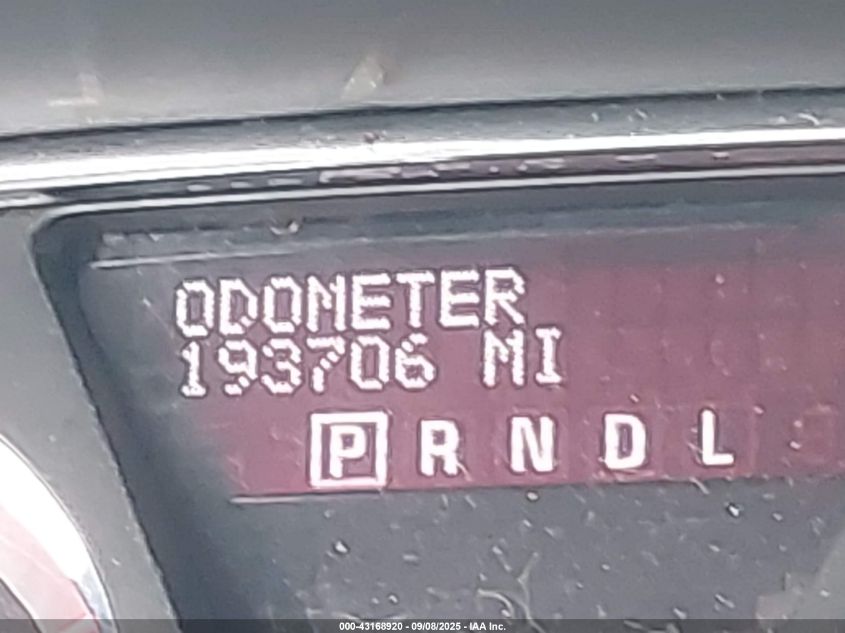 ODOMETER
193706 MI
P R N D L
000-43168920 - 09/08/2025 - IAA Inc.